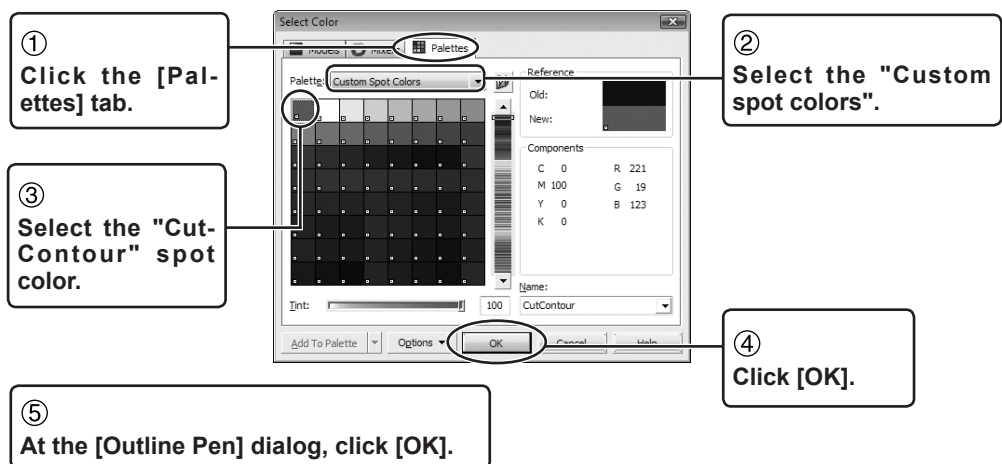 ①
Click the [Pal-
ettes] tab.
②
Select the "Custom
spot colors".
③
Select the "Cut-
Contour" spot
color.
④
Click [OK].
⑤
At the [Outline Pen] dialog, click [OK].
Select Color
Models
Mixers
Palettes
Palette:
Custom Spot Colors
Reference
Old:
New:
Components
C 0 R 221
M 100 G 19
Y 0 B 123
K 0
Name:
CutContour
Tint:
100
Add To Palette
Options
OK
Cancel
Help